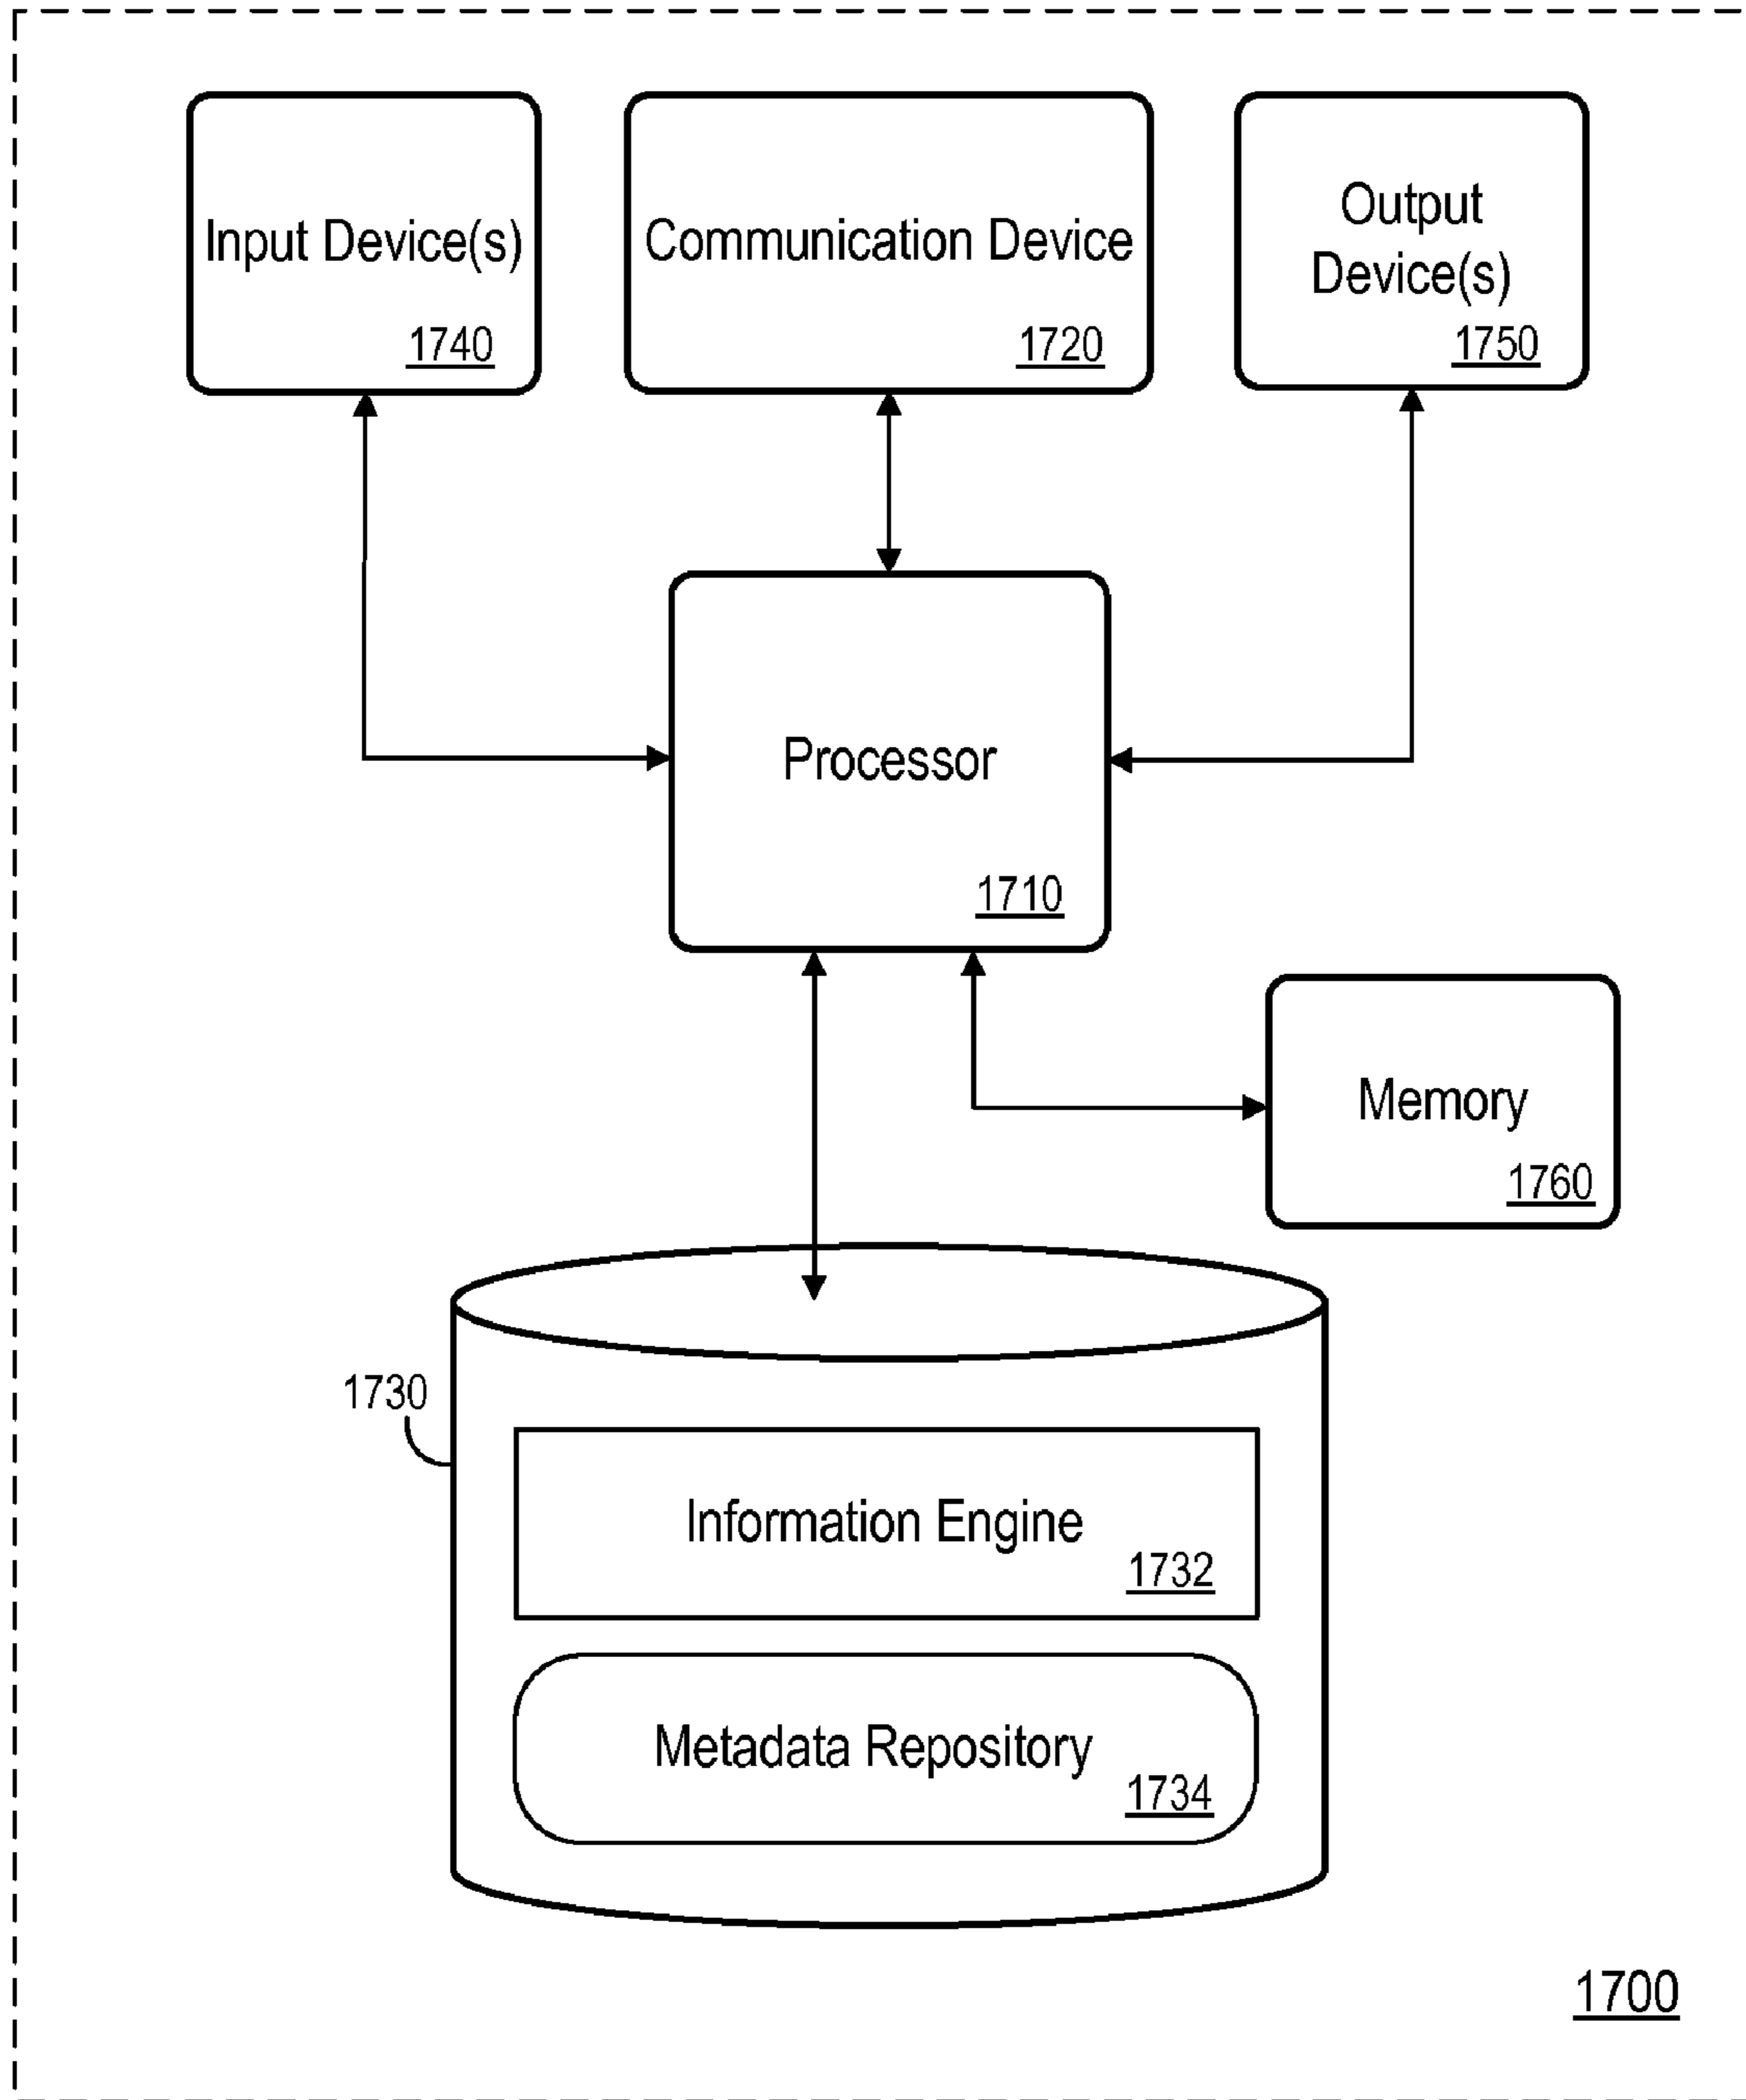 Input Device(s)
1740
Communication Device
1720
Output
Device(s)
1750
Processor
1710
Memory
1760
1730
Information Engine
1732
Metadata Repository
1734
1700